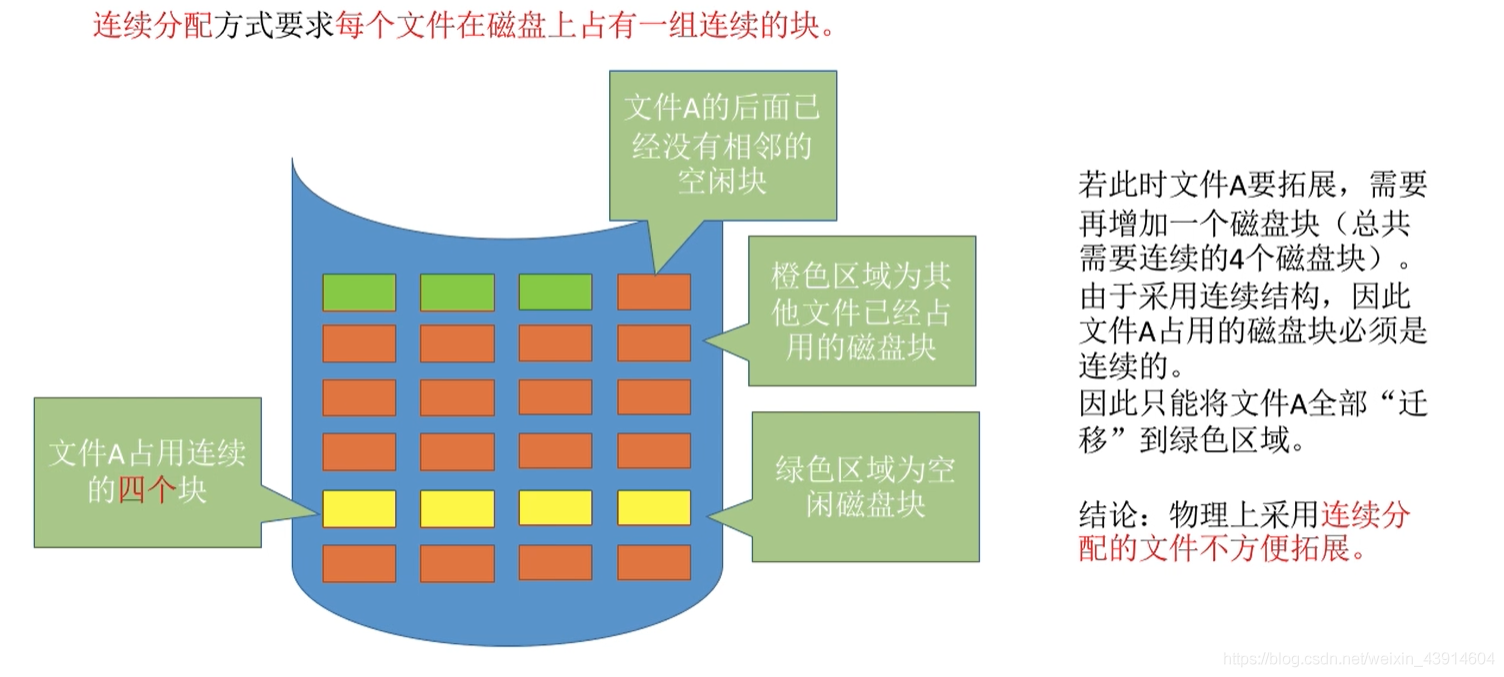 连续分配方式要求每个文件在磁盘上占有一组连续的块。
文件A的后面已
经没有相邻的
空闲块
橙色区域为其
他文件已经占
用的磁盘块
文件A占用连续
的四个块
绿色区域为空
闲磁盘块
若此时文件A要拓展，需要
再增加一个磁盘块（总共
需要连续的4个磁盘块）。
由于采用连续结构，因此
文件A占用的磁盘块必须是
连续的。
因此只能将文件A全部“迁
移”到绿色区域。
结论：物理上采用连续分
配的文件不方便拓展。
https://blog.csdn.net/weixin_43914604